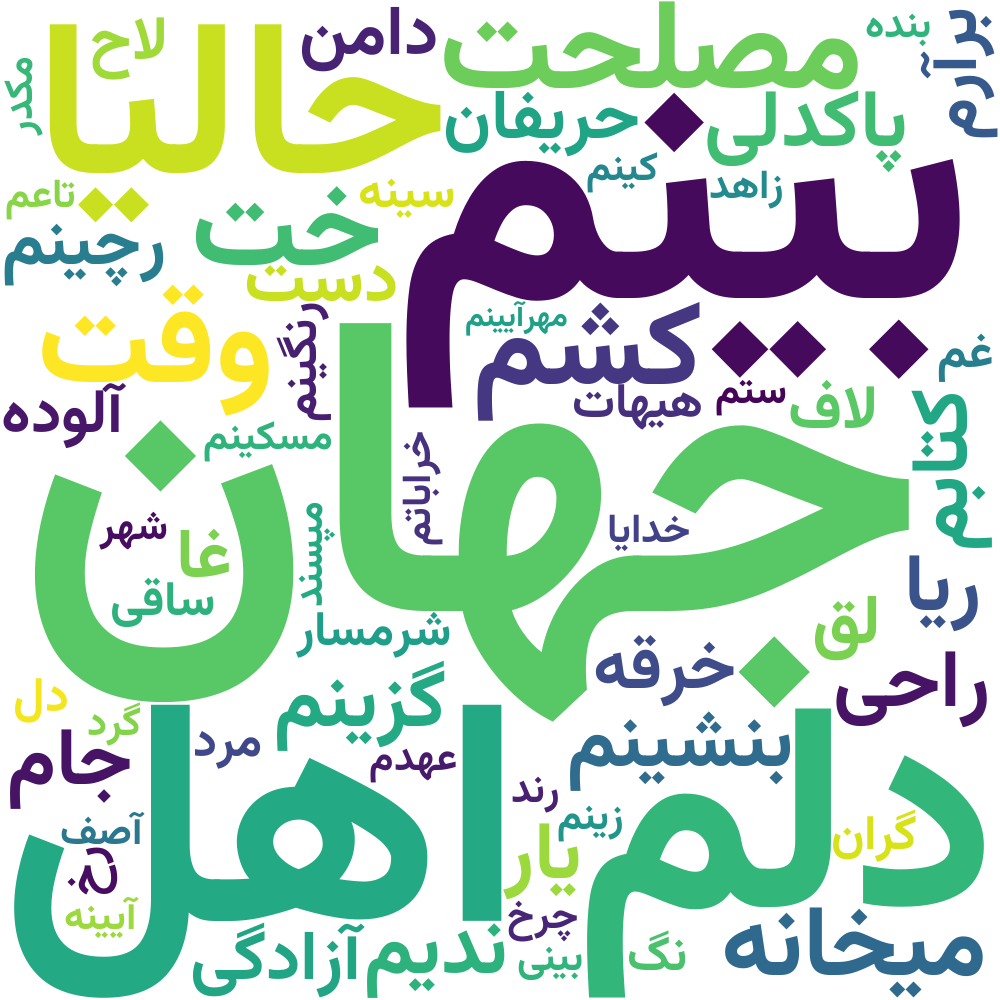 بنده
برآرم
مصلحت
دامن
لاح
حالیا
مکدر
پاکدلی
حریفان
بینم
کینم
زاهد
سینه
تاعم
خت
رچینم
دست
وقت
رنگینم
مهرآیینم
کشم
غم
ستم
هیهات
لاف
کتابم
آلوده
مسکینم
جهان
خراباتم
خدایا
شهر
غا
مپسند
ساقی
ریا
لق
شرمسار
خرقه
راحی
گزینم
دل
گرد
جام
مرد
عهدم
بنشینم
دلم
اهل
رند
زینم
گران
آصف
رخ
یار
آیینه
چرخ
میخانه
ندیم
آزادگی
بینی
نگ